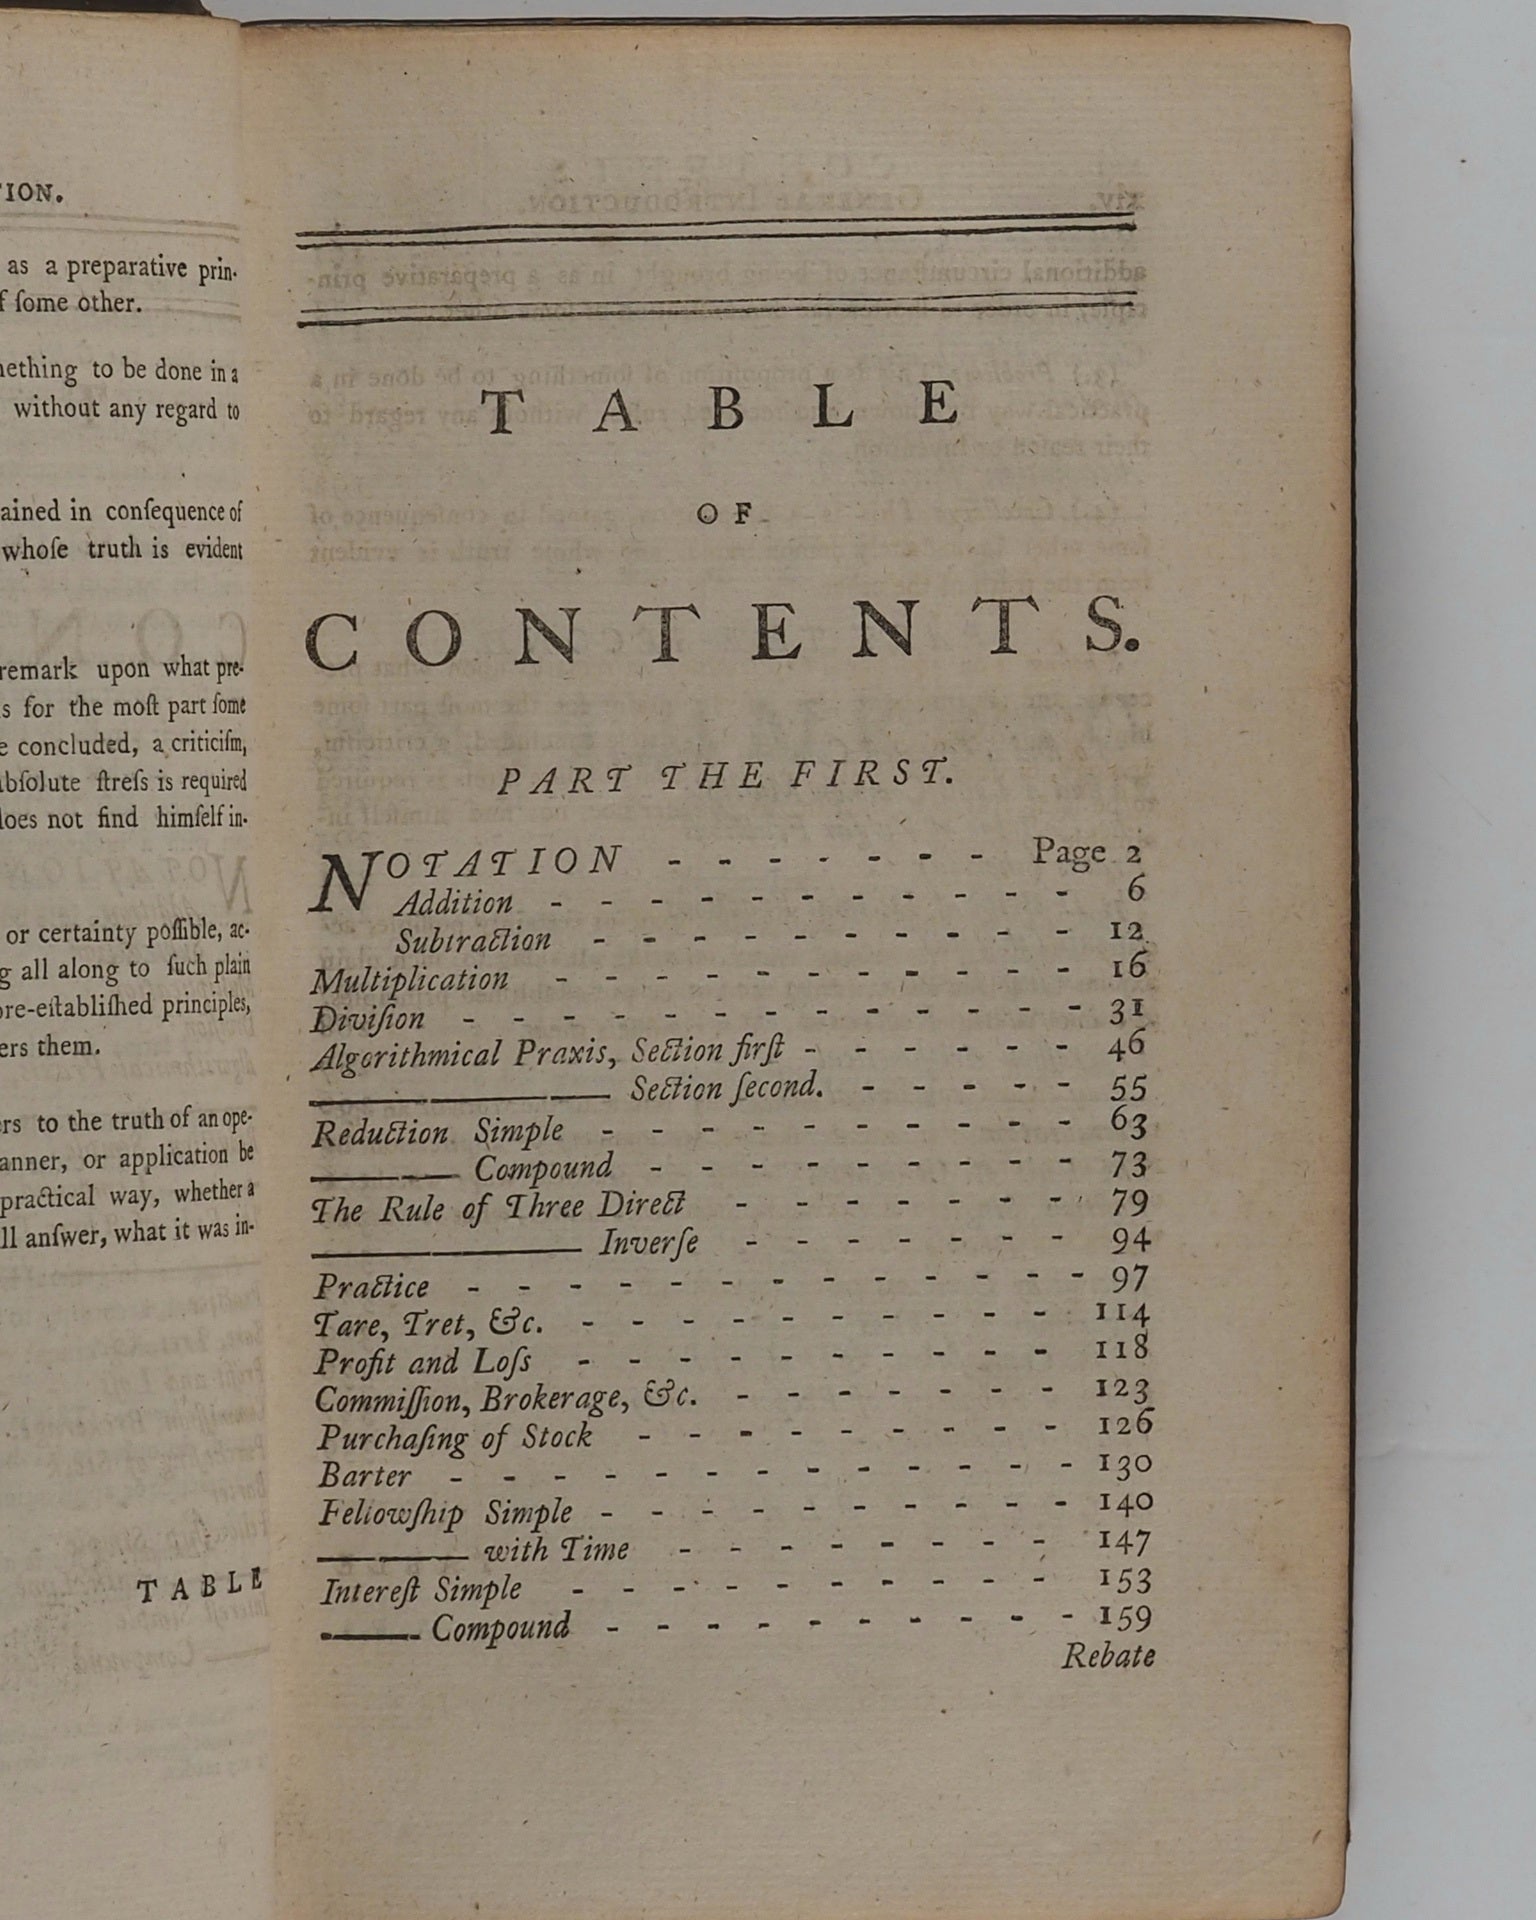 TION.
as a preparative prin-
f ſome other.
nething to be done in a
without any regard to
ained in conſequence of
whoſe truth is evident
remark upon what pre-
s for the moſt part ſome
e concluded, a criticiſm,
abſolute ſtreſs is required
does not find himſelf in-
or certainty poſſible, ac-
g all along to ſuch plain
ore-eſtabliſhed principles,
ers them.
ers to the truth of an ope-
anner, or application be
practical way, whether a
ll anſwer, what it was in-
TABLE
TABLE
OF
CONTENTS.
PART THE FIRST.
NOTATION - - - - - - - Page 2
Addition - - - - - - - - - - - 6
Subtraction - - - - - - - - - - 12
Multiplication - - - - - - - - - - - 16
Diviſion - - - - - - - - - - - - - 31
Algorithmical Praxis, Section firſt - - - - - - 46
——— Section ſecond. - - - - - 55
Reduction Simple - - - - - - - - - - 63
——— Compound - - - - - - - - - 73
The Rule of Three Direct - - - - - - - 79
——— Inverſe - - - - - - - 94
Practice - - - - - - - - - - - - - 97
Tare, Tret, &c. - - - - - - - - - - 114
Profit and Loſs - - - - - - - - - - 118
Commiſſion, Brokerage, &c. - - - - - - - 123
Purchaſing of Stock - - - - - - - - - 126
Barter - - - - - - - - - - - - - 130
Fellowſhip Simple - - - - - - - - - - 140
——— with Time - - - - - - - - 147
Intereſt Simple - - - - - - - - - - 153
——— Compound - - - - - - - - - - 159
Rebate